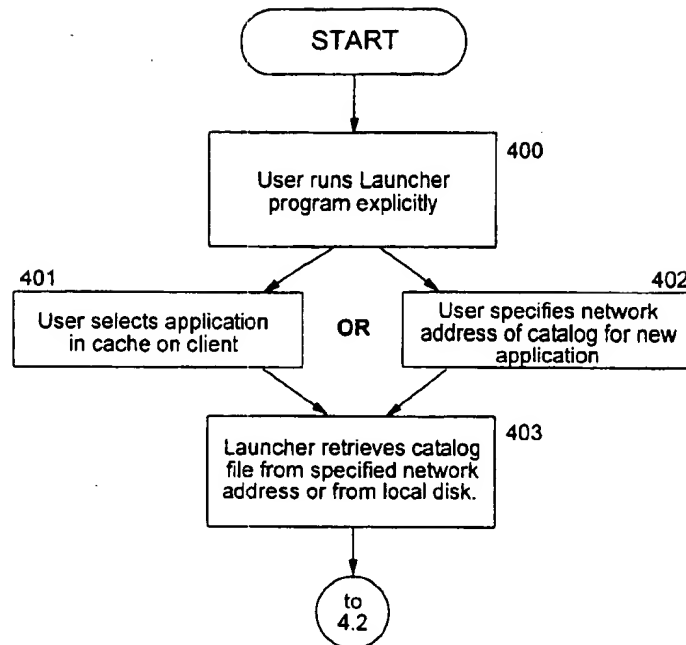 START
400
User runs Launcher
program explicitly
401
User selects application
in cache on client
OR
402
User specifies network
address of catalog for new
application
403
Launcher retrieves catalog
file from specified network
address or from local disk.
to
4.2